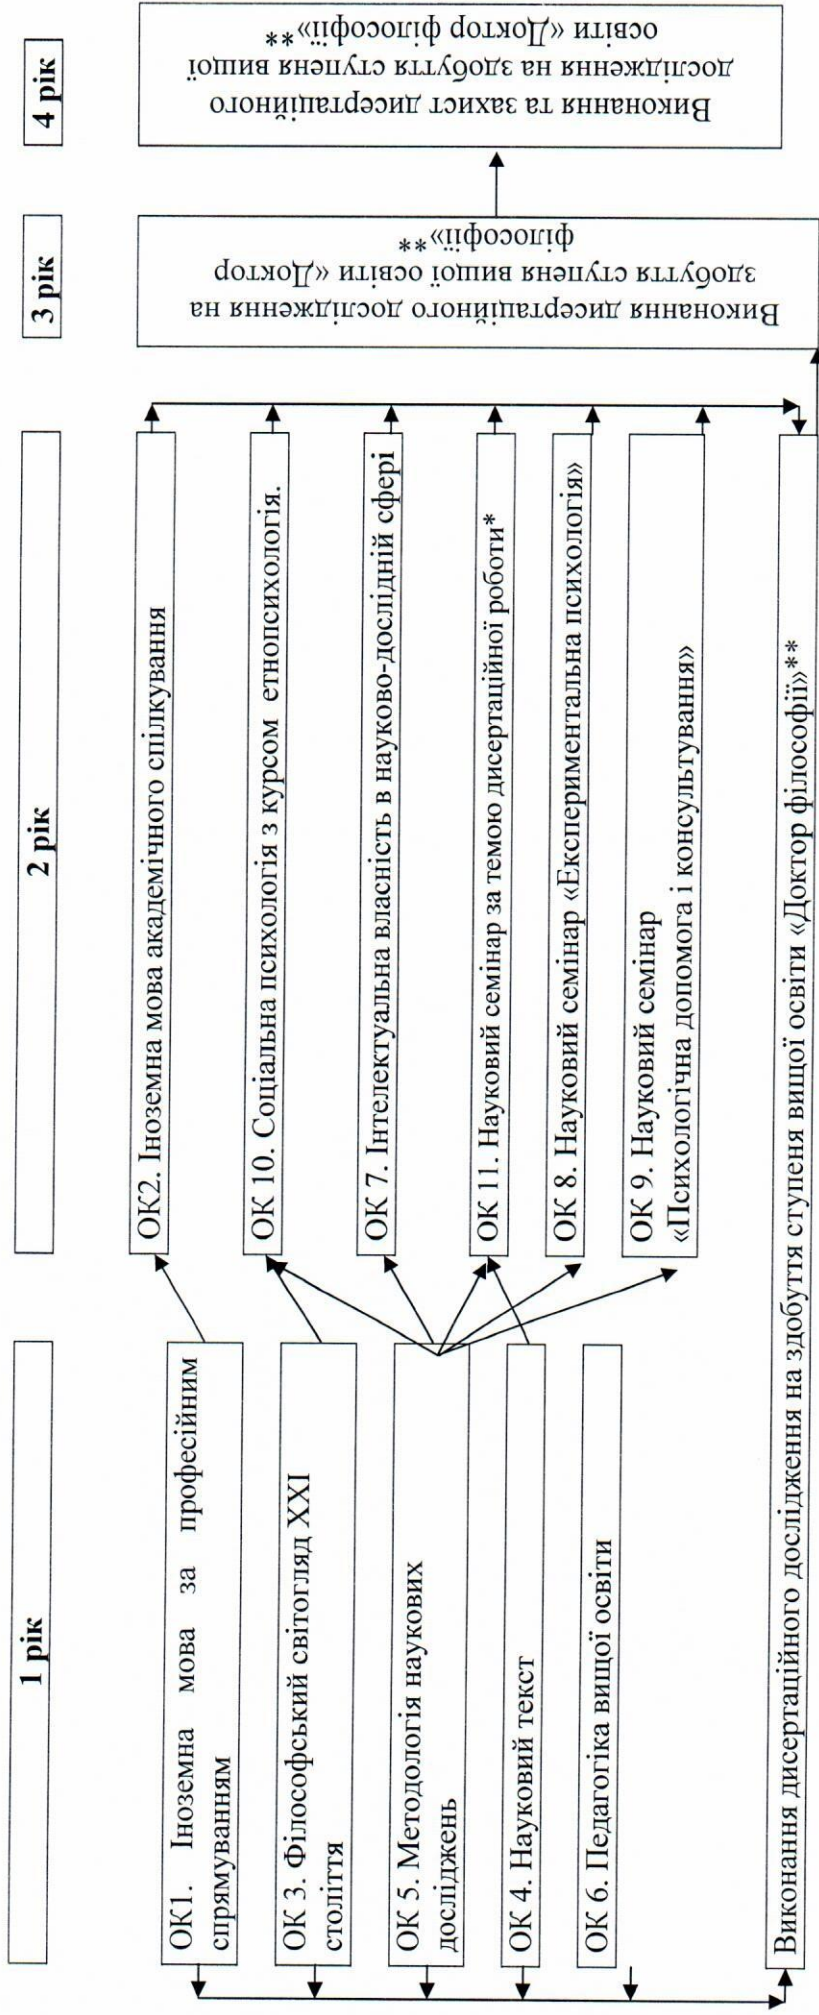 1 рік
2 рік
3 рік
4 рік
ОК1. Іноземна мова за професійним
спрямуванням
ОК 3. Філософський світогляд ХХІ
століття
ОК 5. Методологія наукових
досліджень
ОК 4. Науковий текст
ОК 6. Педагогіка вищої освіти
ОК2. Іноземна мова академічного спілкування
ОК 10. Соціальна психологія з курсом етнопсихологія.
ОК 7. Інтелектуальна власність в науково-дослідній сфері
ОК 11. Науковий семінар за темою дисертаційної роботи*
ОК 8. Науковий семінар «Експериментальна психологія»
ОК 9. Науковий семінар
«Психологічна допомога і консультування»
Виконання дисертаційного дослідження на здобуття ступеня вищої освіти «Доктор філософії»**
Виконання дисертаційного дослідження на
здобуття ступеня вищої освіти «Доктор
філософії»**
Виконання та захист дисертаційного
дослідження на здобуття ступеня вищої
освіти «Доктор філософії»**